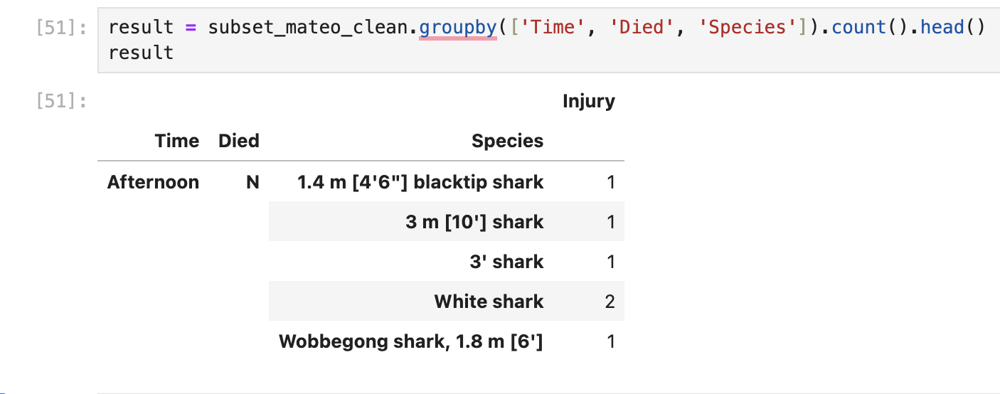 [51]: result = subset_mateo_clean.groupby(['Time', 'Died', 'Species']).count().head()
result
[51]:
Injury
Time Died Species
Afternoon N 1.4 m [4'6"] blacktip shark 1
3 m [10'] shark 1
3' shark 1
White shark 2
Wobbegong shark, 1.8 m [6'] 1